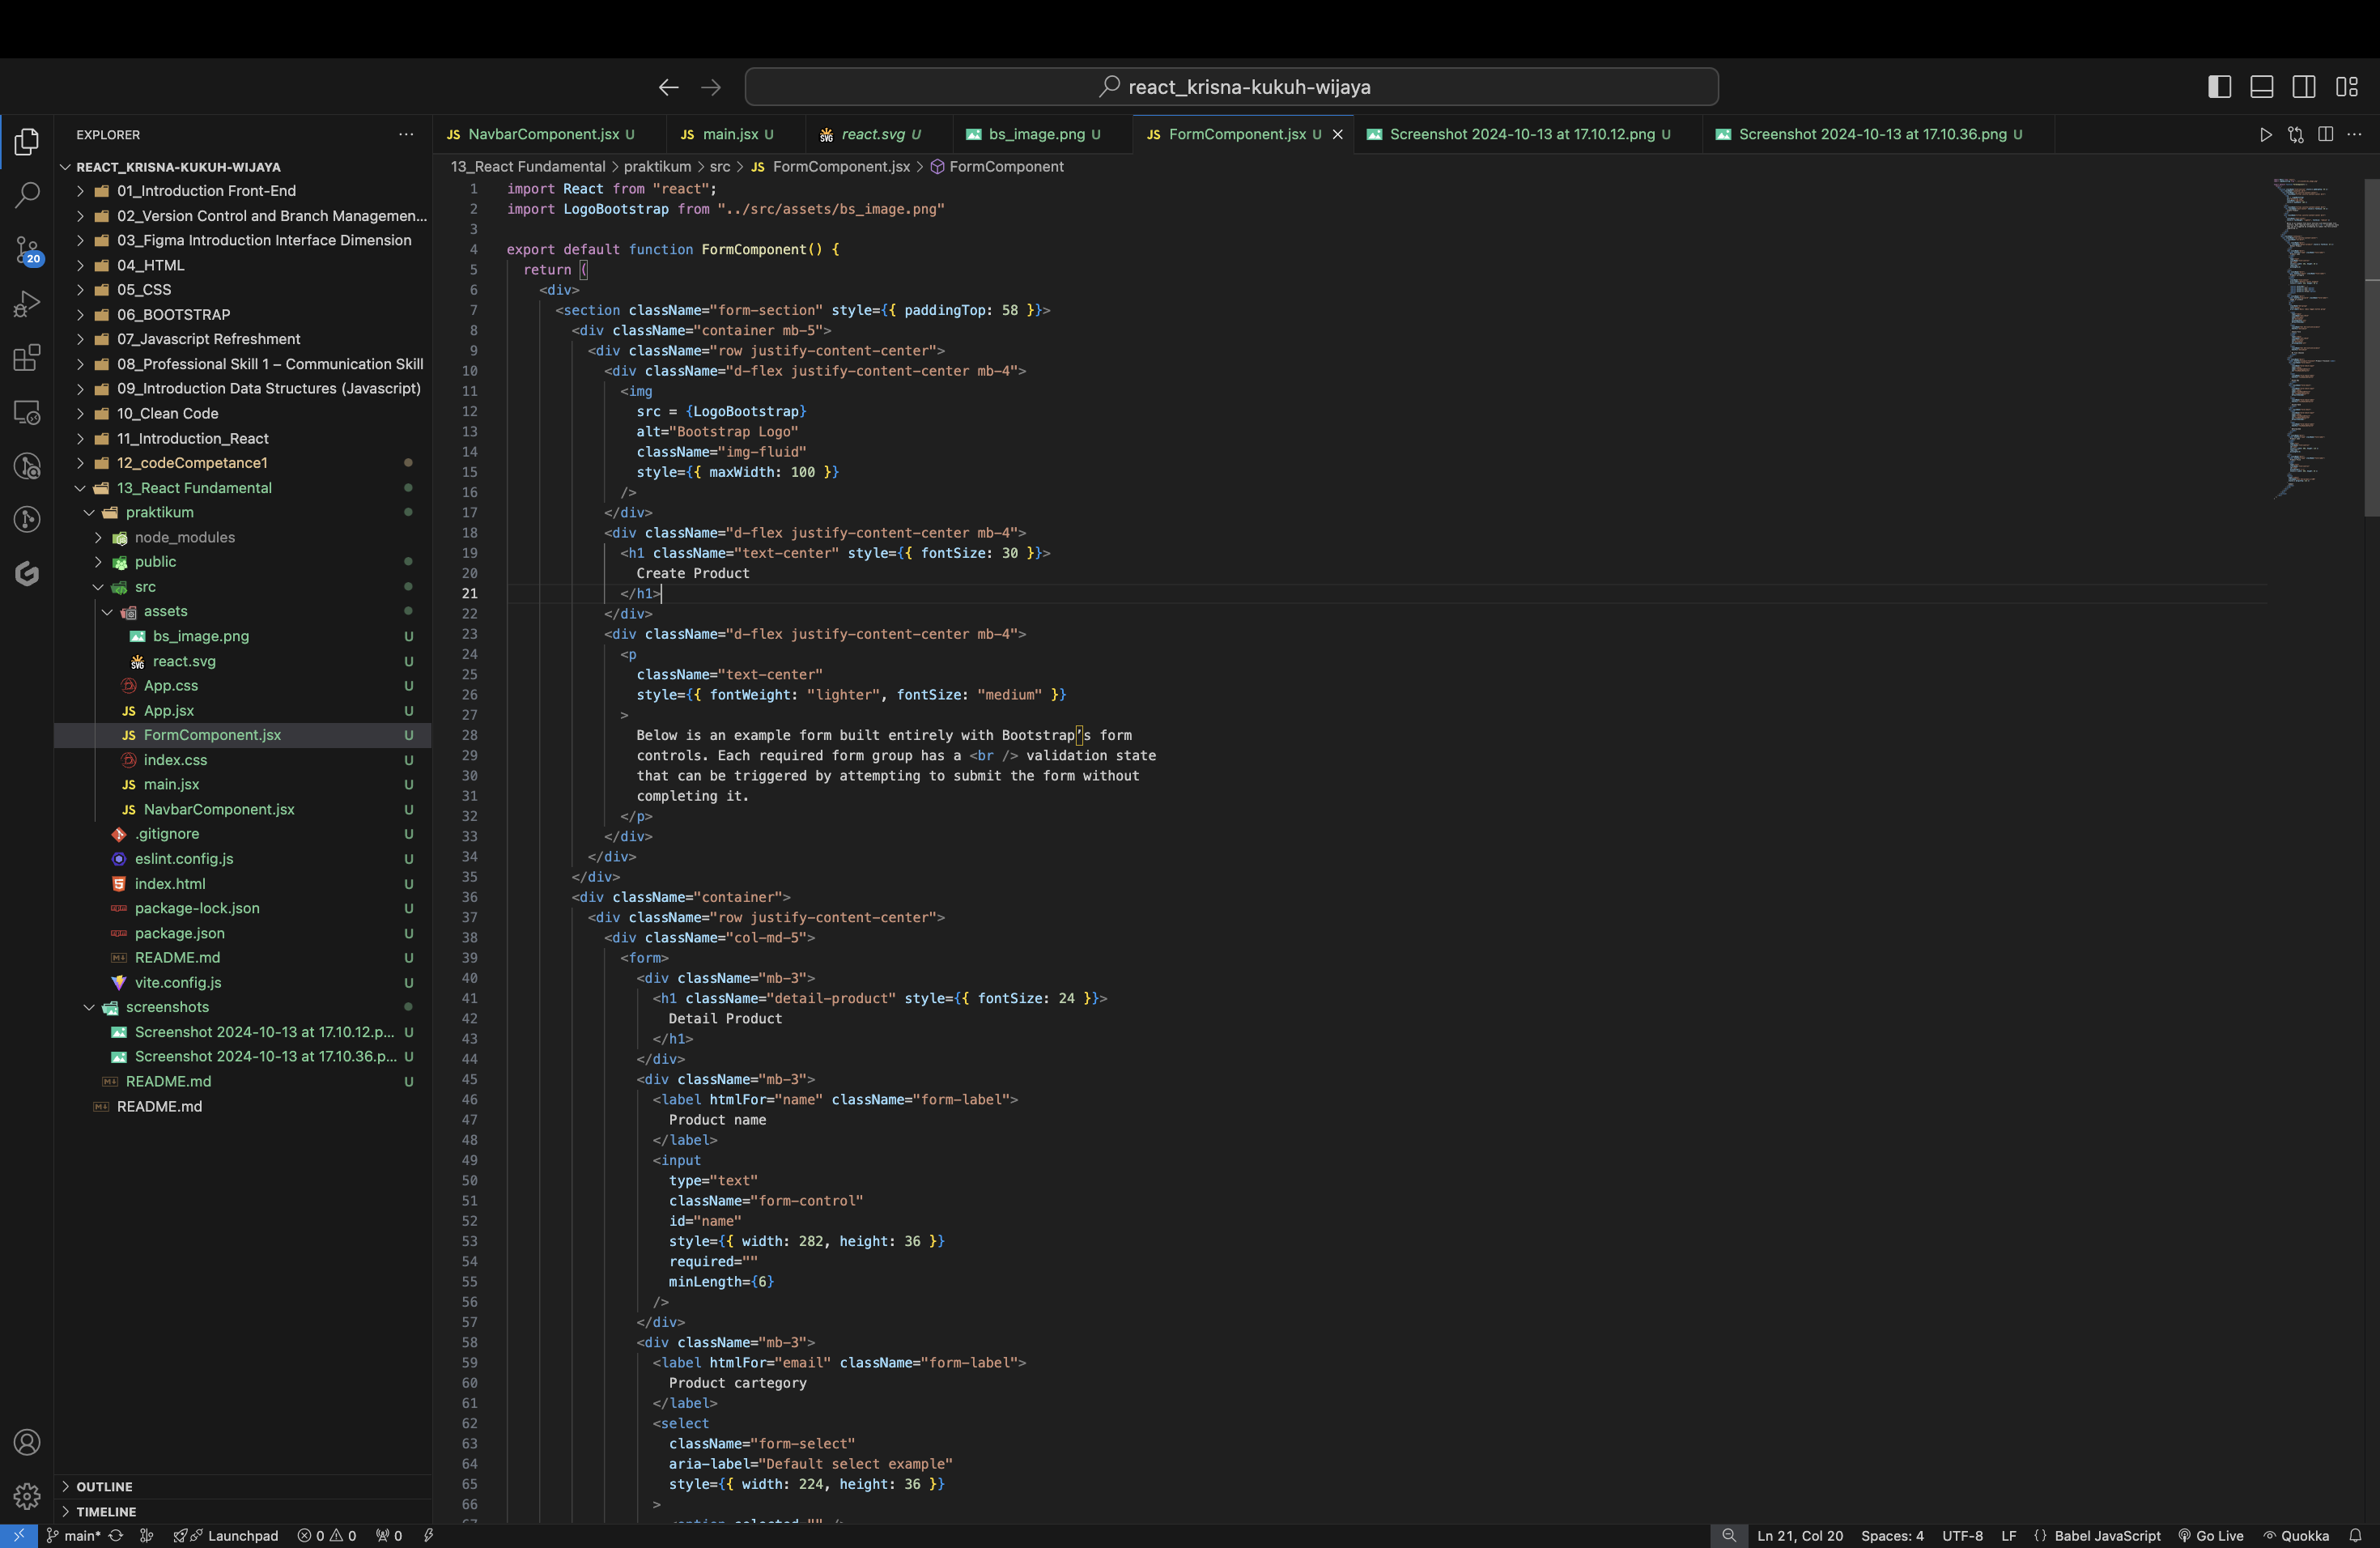 react_krisna-kukuh-wijaya
EXPLORER
REACT_KRISNA-KUKUH-WIJAYA
01_Introduction Front-End
02_Version Control and Branch Managemen...
03_Figma Introduction Interface Dimension
04_HTML
05_CSS
06_BOOTSTRAP
07_Javascript Refreshment
08_Professional Skill 1 – Communication Skill
09_Introduction Data Structures (Javascript)
10_Clean Code
11_Introduction_React
12_codeCompetance1
13_React Fundamental
praktikum
node_modules
public
src
assets
bs_image.png U
react.svg U
App.css U
JS App.jsx U
JS FormComponent.jsx U
index.css U
JS main.jsx U
JS NavbarComponent.jsx U
.gitignore U
eslint.config.js U
index.html U
package-lock.json U
package.json U
README.md U
vite.config.js U
screenshots
Screenshot 2024-10-13 at 17.10.12.p... U
Screenshot 2024-10-13 at 17.10.36.p... U
README.md U
README.md
OUTLINE
TIMELINE
20
JS NavbarComponent.jsx U JS main.jsx U react.svg U bs_image.png U JS FormComponent.jsx U Screenshot 2024-10-13 at 17.10.12.png U Screenshot 2024-10-13 at 17.10.36.png U
13_React Fundamental > praktikum > src > JS FormComponent.jsx > FormComponent
1 import React from "react";
2 import LogoBootstrap from "../src/assets/bs_image.png"
3
4 export default function FormComponent() {
5 return (
6 <div>
7 <section className="form-section" style={{ paddingTop: 58 }}>
8 <div className="container mb-5">
9 <div className="row justify-content-center">
10 <div className="d-flex justify-content-center mb-4">
11 <img
12 src = {LogoBootstrap}
13 alt="Bootstrap Logo"
14 className="img-fluid"
15 style={{ maxWidth: 100 }}
16 />
17 </div>
18 <div className="d-flex justify-content-center mb-4">
19 <h1 className="text-center" style={{ fontSize: 30 }}>
20 Create Product
21 </h1>
22 </div>
23 <div className="d-flex justify-content-center mb-4">
24 <p
25 className="text-center"
26 style={{ fontWeight: "lighter", fontSize: "medium" }}
27 >
28 Below is an example form built entirely with Bootstrap’s form
29 controls. Each required form group has a <br /> validation state
30 that can be triggered by attempting to submit the form without
31 completing it.
32 </p>
33 </div>
34 </div>
35 </div>
36 <div className="container">
37 <div className="row justify-content-center">
38 <div className="col-md-5">
39 <form>
40 <div className="mb-3">
41 <h1 className="detail-product" style={{ fontSize: 24 }}>
42 Detail Product
43 </h1>
44 </div>
45 <div className="mb-3">
46 <label htmlFor="name" className="form-label">
47 Product name
48 </label>
49 <input
50 type="text"
51 className="form-control"
52 id="name"
53 style={{ width: 282, height: 36 }}
54 required=""
55 minLength={6}
56 />
57 </div>
58 <div className="mb-3">
59 <label htmlFor="email" className="form-label">
60 Product cartegory
61 </label>
62 <select
63 className="form-select"
64 aria-label="Default select example"
65 style={{ width: 224, height: 36 }}
66 >
main* Launchpad 0 0 0 Ln 21, Col 20 Spaces: 4 UTF-8 LF {} Babel JavaScript Go Live Quokka